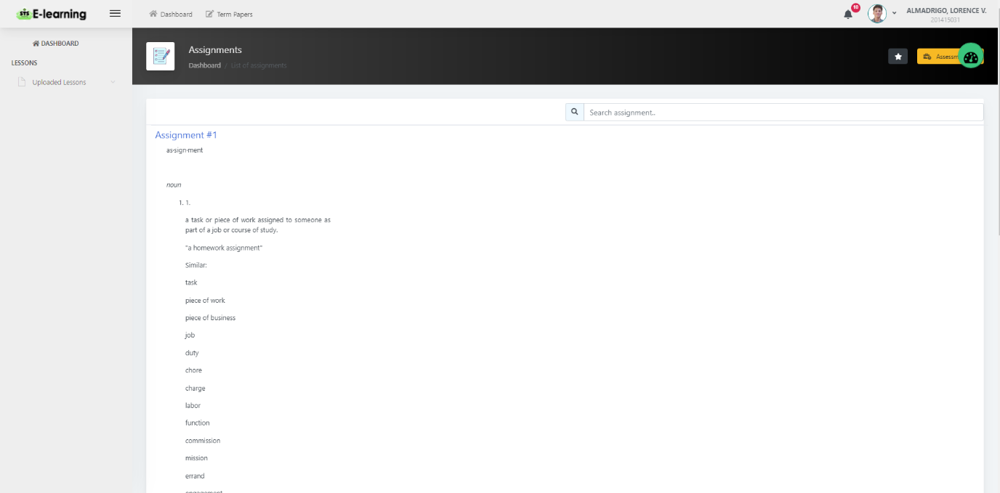 STS E-learning
Dashboard
Term Papers
10
ALMADRIGO, LORENCE V.
201415031
DASHBOARD
LESSONS
Uploaded Lessons
Assignments
Dashboard / List of assignments
Search assignment..
Assignment #1
as·sign·ment
noun
1. 1.
a task or piece of work assigned to someone as
part of a job or course of study.
"a homework assignment"
Similar:
task
piece of work
piece of business
job
duty
chore
charge
labor
function
commission
mission
errand
engagement